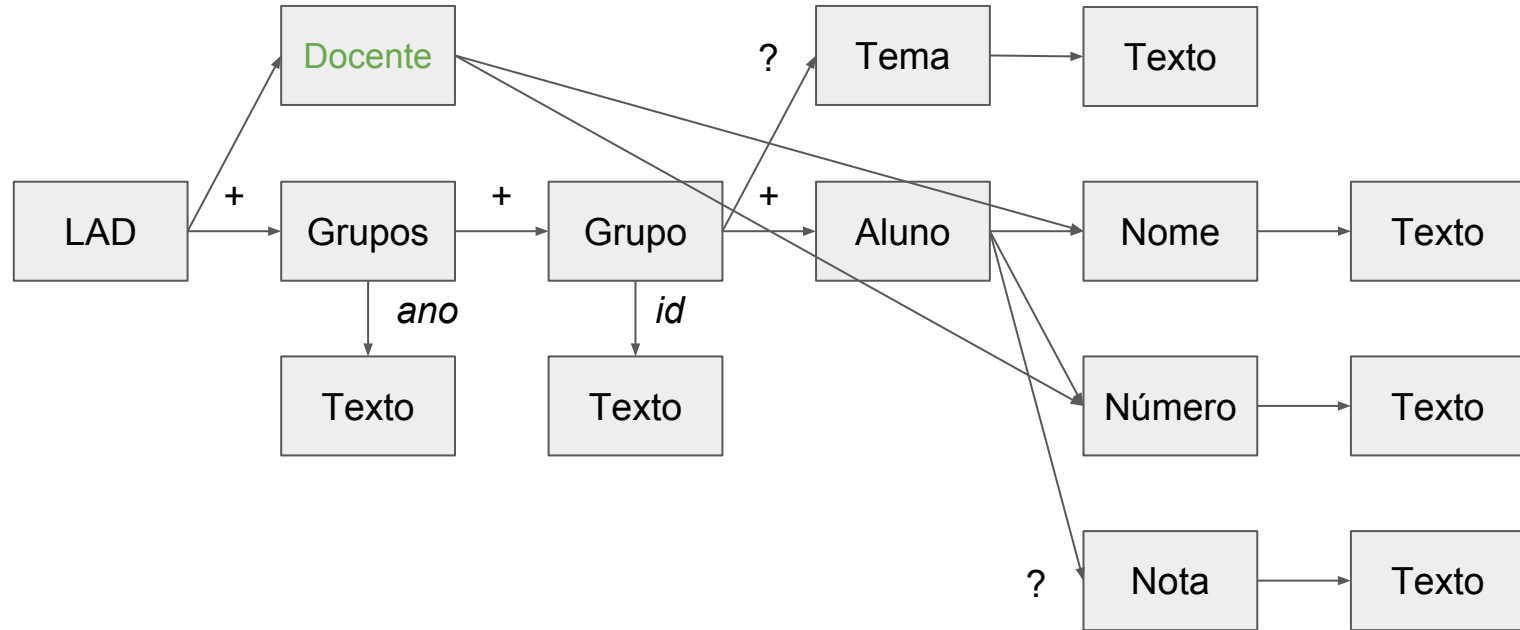 Docente
?
Tema
Texto
LAD
+
Grupos
+
Grupo
+
Aluno
Nome
Texto
ano
id
Texto
Texto
Número
Texto
?
Nota
Texto